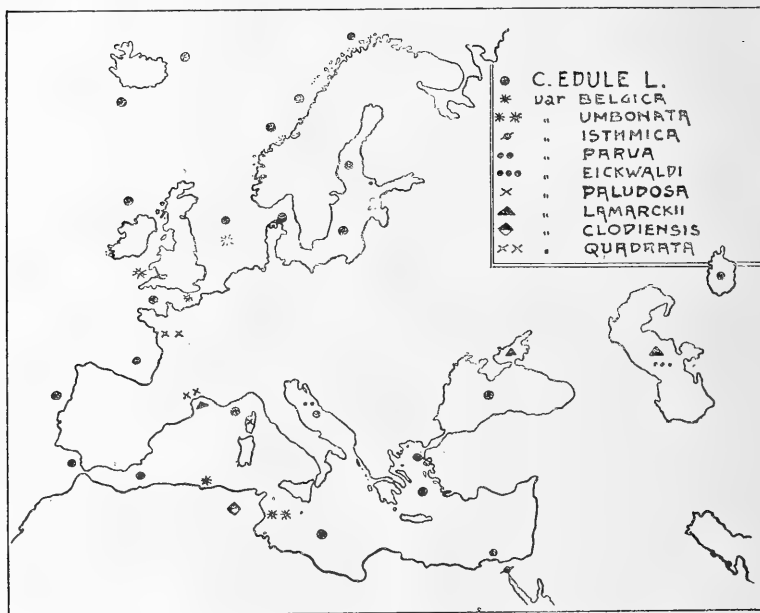 C. EDULE L.
var BELGICA
" UMBONATA
" ISTHMICA
" PARVA
" EICKWALDI
" PALUDOSA
" LAMARCKII
" CLODIENSIS
" QUADRATA